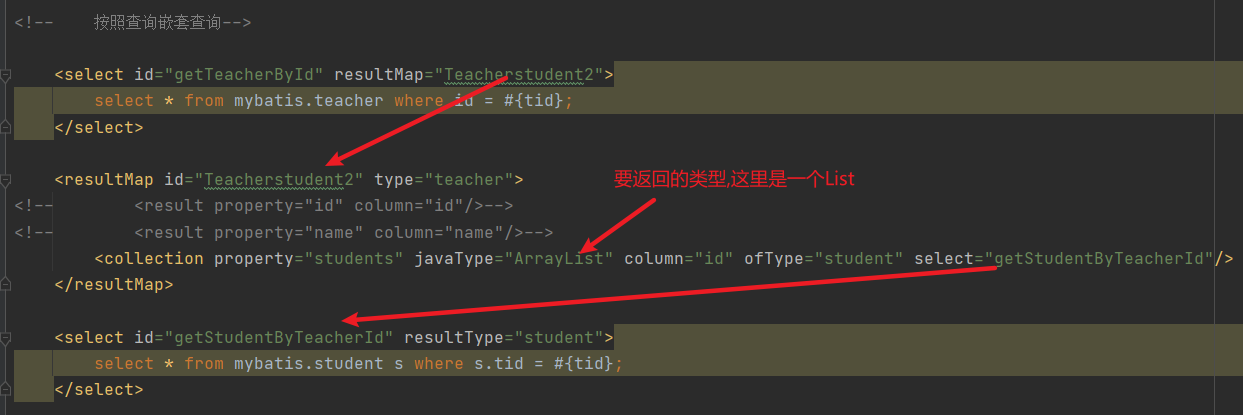 <!--    按照查询嵌套查询-->
<select id="getTeacherById" resultMap="Teacherstudent2">
select * from mybatis.teacher where id = #{tid};
</select>
<resultMap id="Teacherstudent2" type="teacher">
要返回的类型,这里是一个List
<!--        <result property="id" column="id"/>-->
<!--        <result property="name" column="name"/>-->
<collection property="students" javaType="ArrayList" column="id" ofType="student" select="getStudentByTeacherId"/>
</resultMap>
<select id="getStudentByTeacherId" resultType="student">
select * from mybatis.student s where s.tid = #{tid};
</select>